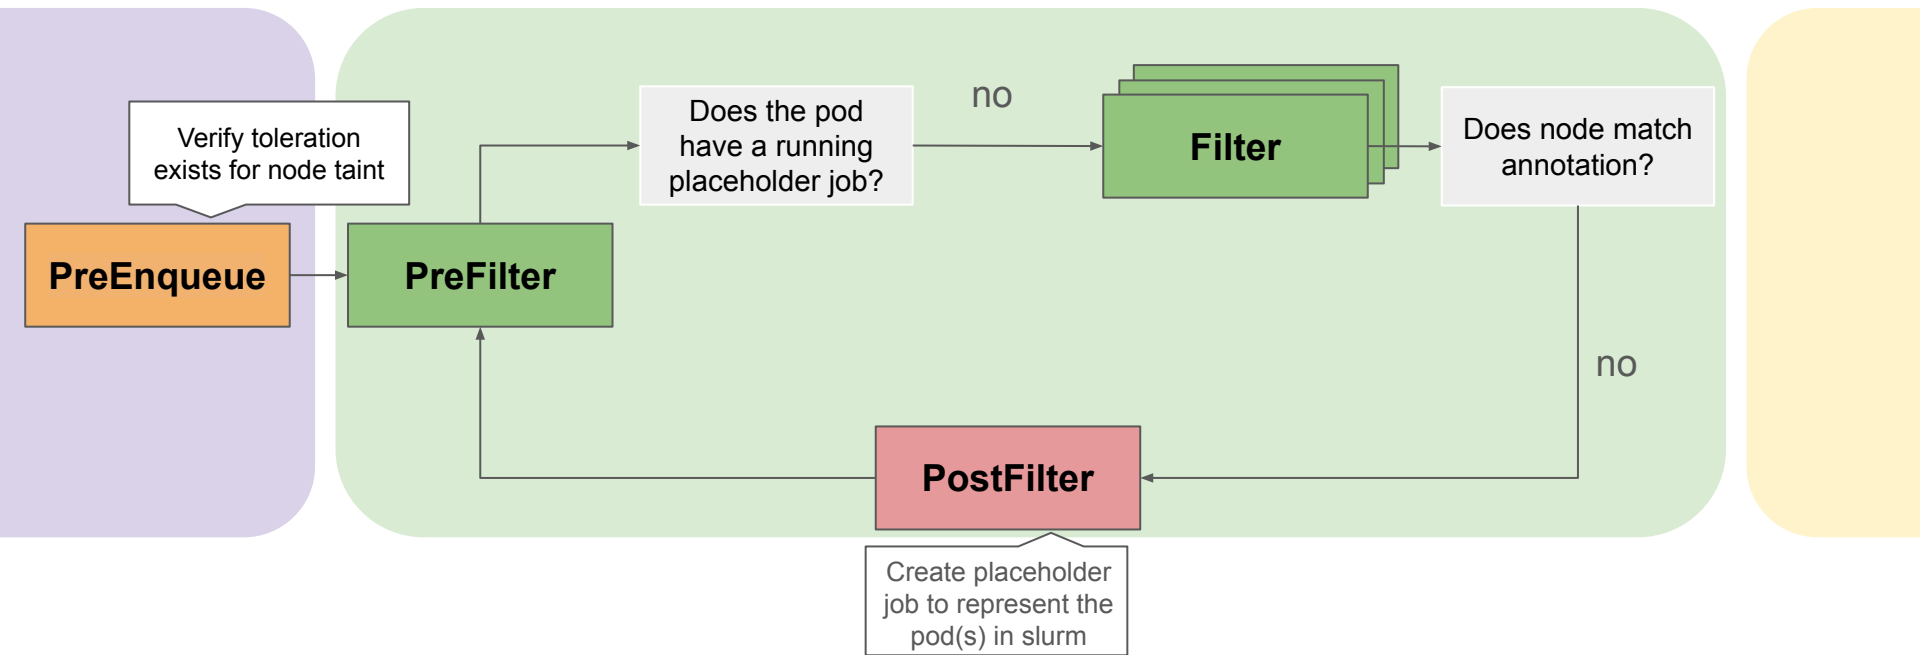 Verify toleration
exists for node taint
PreEnqueue
PreFilter
Does the pod
have a running
placeholder job?
no
Filter
Does node match
annotation?
no
PostFilter
Create placeholder
job to represent the
pod(s) in slurm